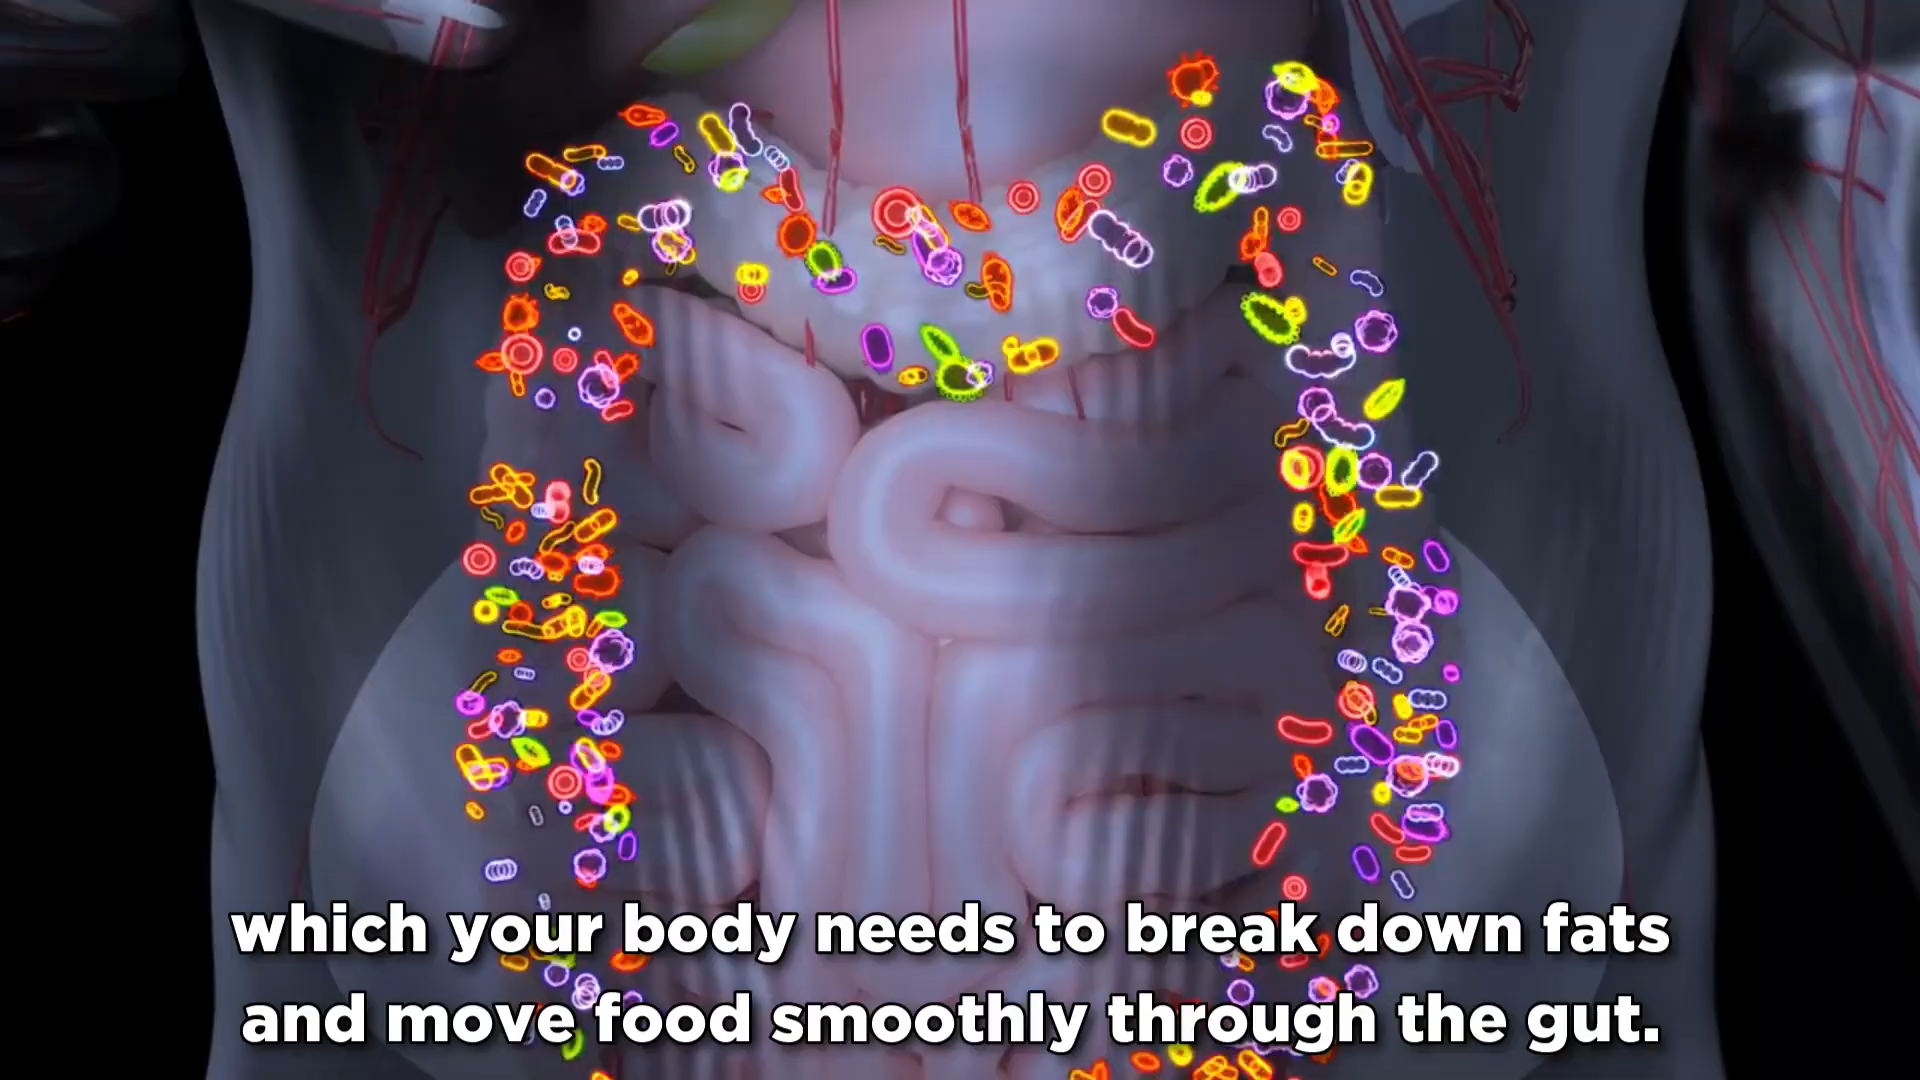 which your body needs to break down fats
and move food smoothly through the gut.